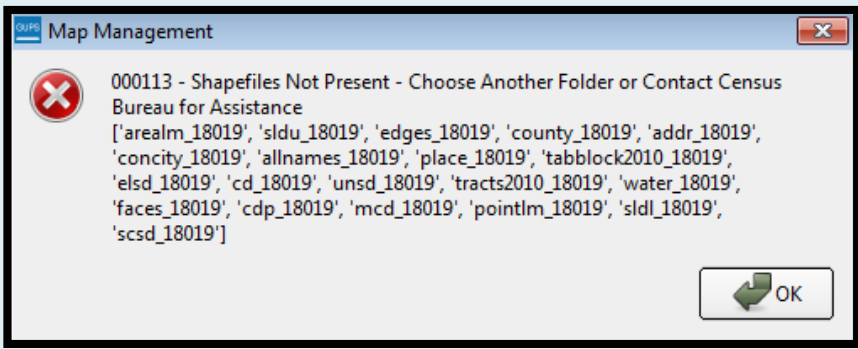 GUPS Map Management
000113 - Shapefiles Not Present - Choose Another Folder or Contact Census
Bureau for Assistance
['arealm_18019', 'sldu_18019', 'edges_18019', 'county_18019', 'addr_18019',
'concity_18019', 'allnames_18019', 'place_18019', 'tabblock2010_18019',
'elsd_18019', 'cd_18019', 'unsd_18019', 'tracts2010_18019', 'water_18019',
'faces_18019', 'cdp_18019', 'mcd_18019', 'pointlm_18019', 'sldl_18019',
'scsd_18019']
OK